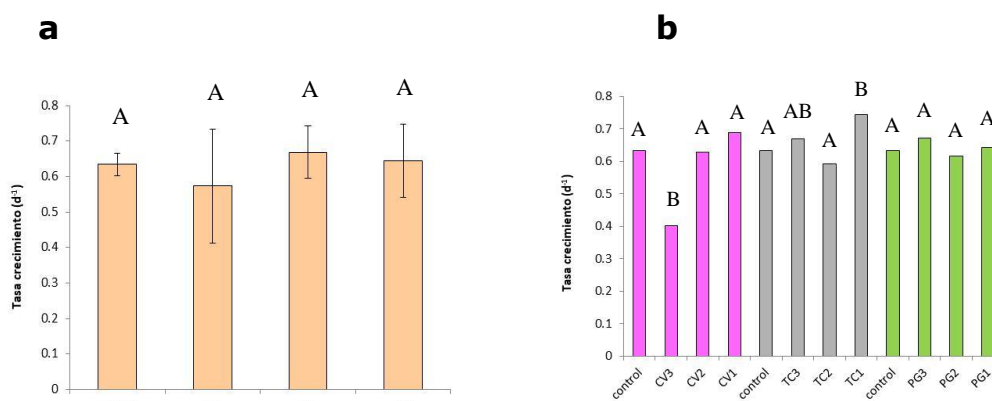 a
b
A
A
A
A
0.8
0.7
0.6
0.5
0.4
0.3
0.2
0.1
0
Tasa crecimiento (d-1)
A
B
A
A
A
AB
A
B
A
A
A
A
0.8
0.7
0.6
0.5
0.4
0.3
0.2
0.1
0
Tasa crecimiento (d-1)
control
CV3
CV2
CV1
control
TC3
TC2
TC1
control
PG3
PG2
PG1